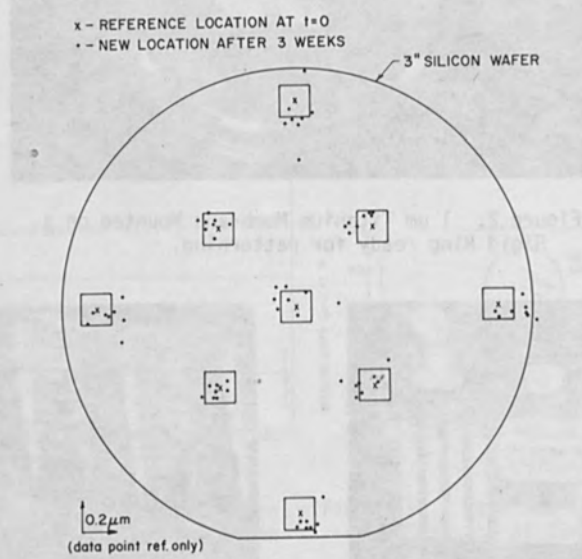 x - REFERENCE LOCATION AT t=0
• - NEW LOCATION AFTER 3 WEEKS
3" SILICON WAFER
0.2μm
(data point ref. only)